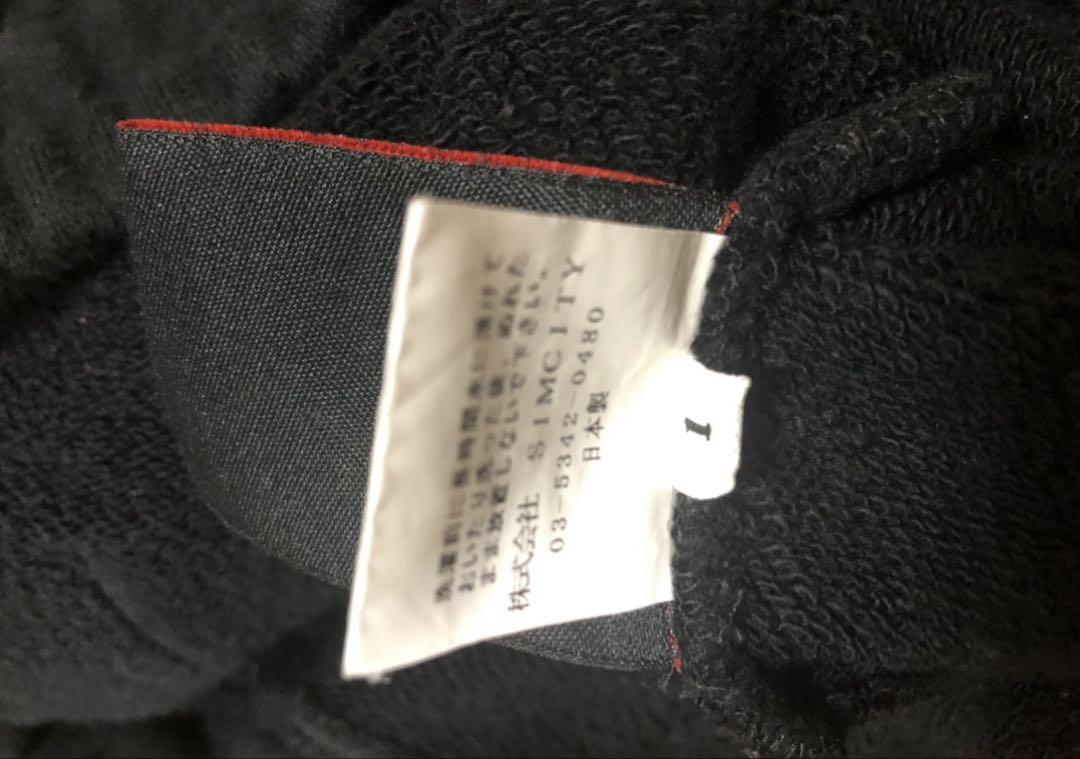 洗濯前に長時間水に漬けて
おいたり洗った後、ぬれた
まま放置しないで下さい。
株式会社 SIMCITY
03-5342-0480
日本製
1